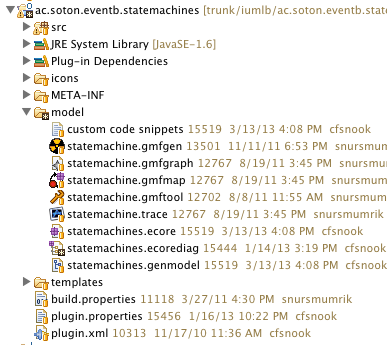 ac.soton.eventb.statemachines [trunk/iumlb/ac.soton.eventb.state
src
JRE System Library [JavaSE-1.6]
Plug-in Dependencies
icons
META-INF
model
custom code snippets 15519 3/13/13 4:08 PM cfsnook
statemachine.gmfgen 13501 11/11/11 6:53 PM snursmu
statemachine.gmfgraph 12767 8/19/11 3:45 PM snursm
statemachine.gmfmap 12767 8/19/11 3:45 PM snursmu
statemachine.gmftool 12702 8/8/11 11:55 AM snursmu
statemachine.trace 12767 8/19/11 3:45 PM snursmumrik
statemachines.ecore 15519 3/13/13 4:08 PM cfsnook
statemachines.ecorediag 15444 1/14/13 3:19 PM cfsnook
statemachines.genmodel 15519 3/13/13 4:08 PM cfsnook
templates
build.properties 11118 3/27/11 4:30 PM snursmumrik
plugin.properties 15456 1/16/13 10:22 PM cfsnook
plugin.xml 10313 11/17/10 11:36 AM cfsnook